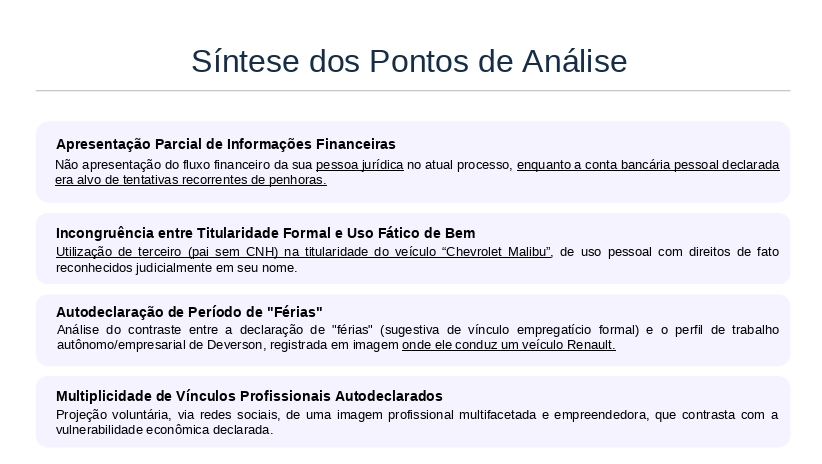 Síntese dos Pontos de Análise
Apresentação Parcial de Informações Financeiras
Não apresentação do fluxo financeiro da sua pessoa jurídica no atual processo, enquanto a conta bancária pessoal declarada
era alvo de tentativas recorrentes de penhoras.
Incongruência entre Titularidade Formal e Uso Fático de Bem
Utilização de terceiro (pai sem CNH) na titularidade do veículo “Chevrolet Malibu”, de uso pessoal com direitos de fato
reconhecidos judicialmente em seu nome.
Autodeclaração de Período de "Férias"
Análise do contraste entre a declaração de "férias" (sugestiva de vínculo empregatício formal) e o perfil de trabalho
autônomo/empresarial de Deverson, registrada em imagem onde ele conduz um veículo Renault.
Multiplicidade de Vínculos Profissionais Autodeclarados
Projeção voluntária, via redes sociais, de uma imagem profissional multifacetada e empreendedora, que contrasta com a
vulnerabilidade econômica declarada.